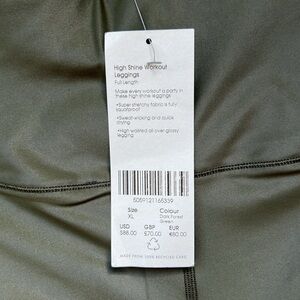 High Shine Workout
Leggings
Full Length
Make every workout a party in
these high shine leggings
•Super stretchy fabric is fully
squatproof
•Sweat-wicking and quick
drying
•High waisted all over glossy
legging
5059121165339
Size
Colour
XL
Dark Forest
Green
USD
GBP
EUR
$88.00
£70.00
€80.00
MADE FROM 100% RECYCLED CARD